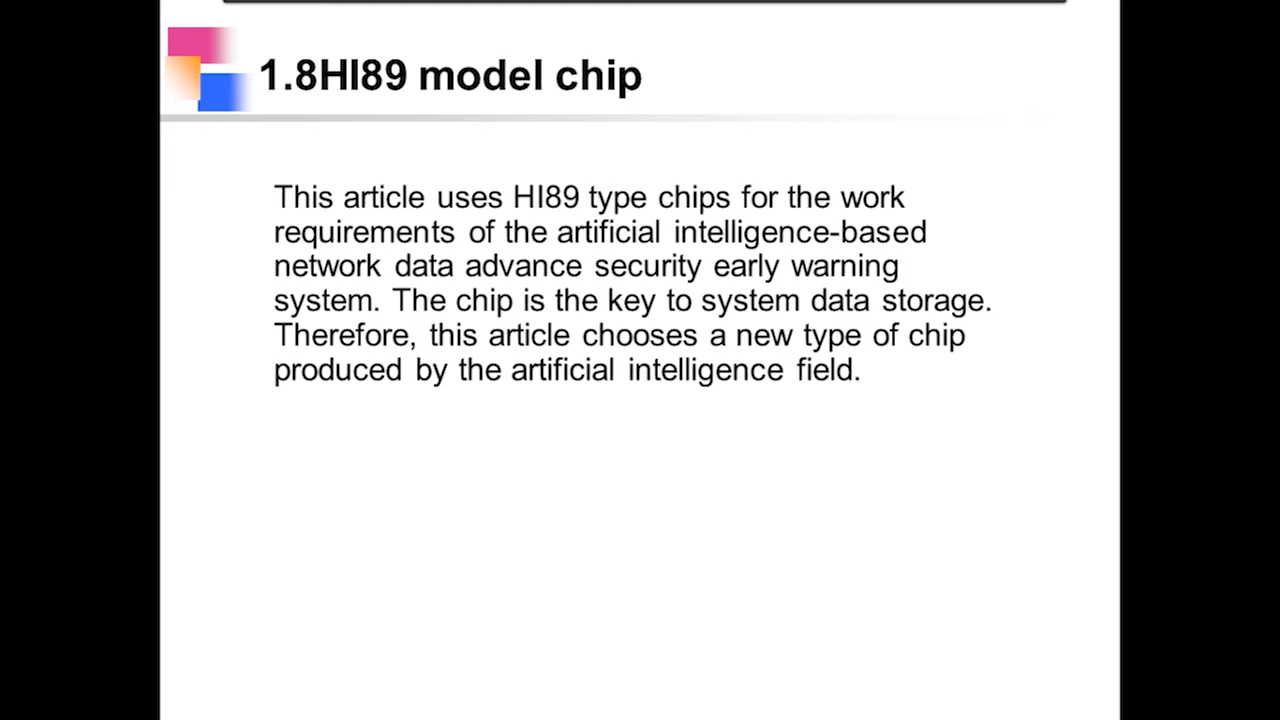 1.8HI89 model chip
This article uses HI89 type chips for the work
requirements of the artificial intelligence-based
network data advance security early warning
system. The chip is the key to system data storage.
Therefore, this article chooses a new type of chip
produced by the artificial intelligence field.